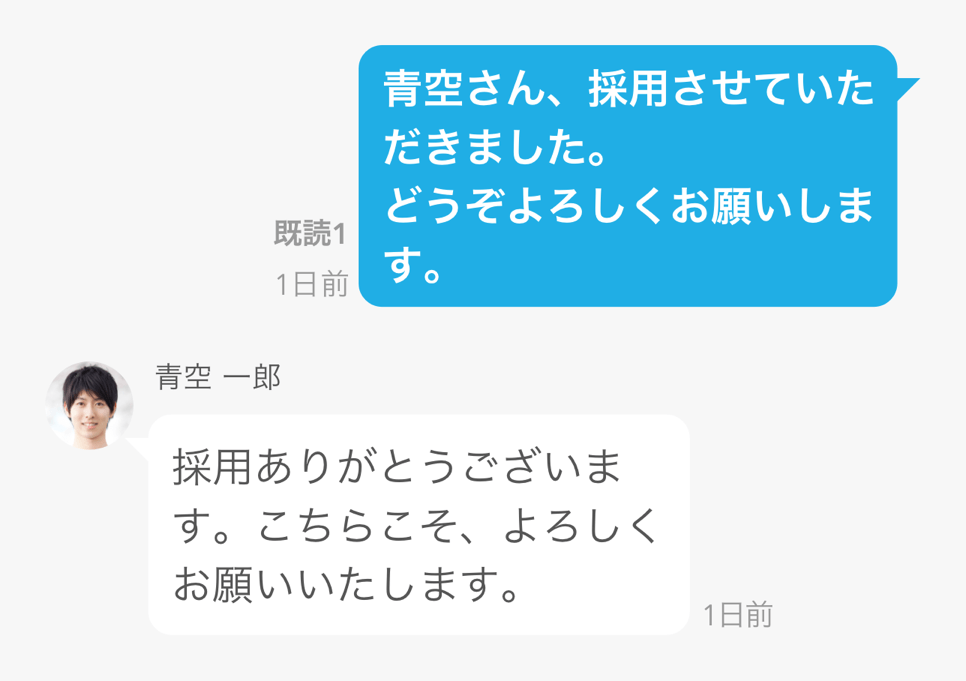 青空さん、採用させていた
だきました。
どうぞよろしくお願いしま
す。
既読1
1日前
青空 一郎
採用ありがとうございま
す。こちらこそ、よろしく
お願いいたします。
1日前